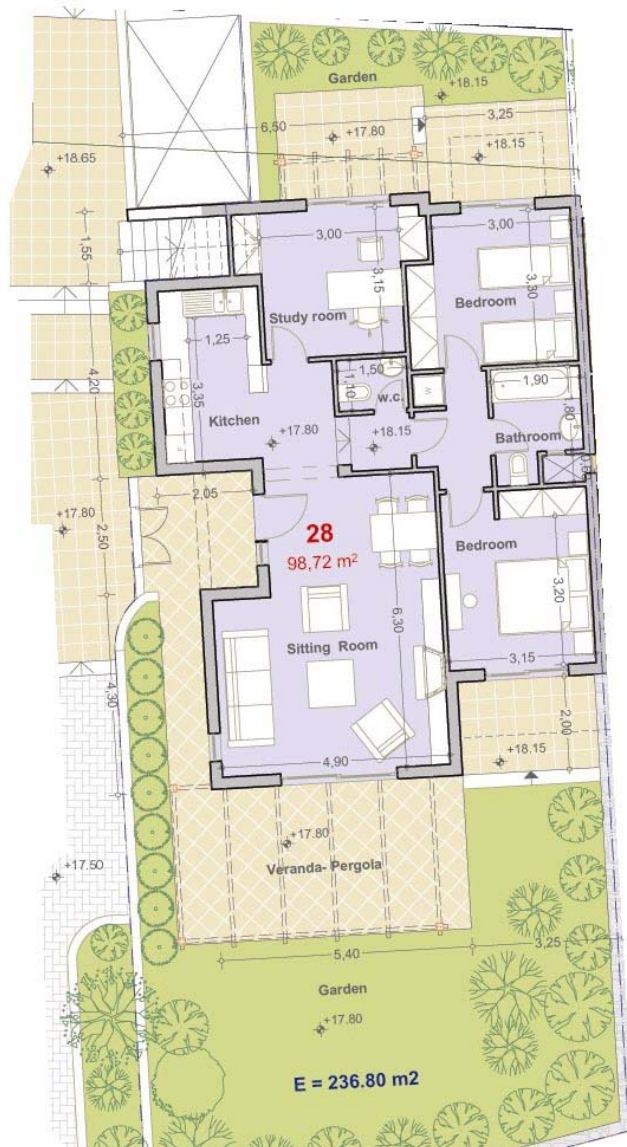 Garden
+18.15
6,50
+17.80
3,25
+18.65
+18.15
1,55
3,00
3,00
3,15
3,30
Bedroom
Study room
1,25
1,50
1,90
4,20
3.35
1,10
w.c.
W
1,80
Kitchen
+17.80
+18.15
Bathroom
2,05
+17.80
2,50
28
98,72 m²
Bedroom
3,20
6,30
Sitting Room
3,15
4,30
2,00
4,90
+18.15
+17.80
+17.50
Veranda- Pergola
5,40
3,25
Garden
+17.80
E = 236.80 m2